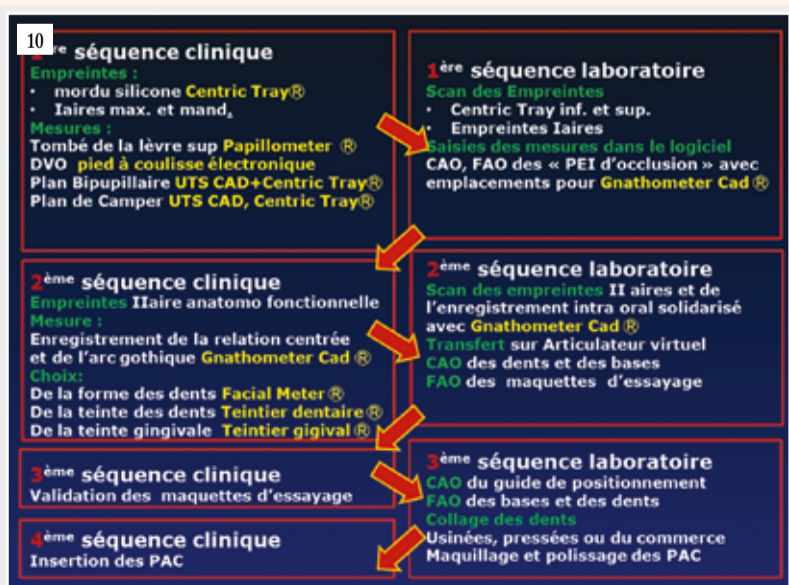 10
1ère séquence clinique
Empreintes :
• mordu silicone Centric Tray®
• Iaires max. et mand.
Mesures :
Tombé de la lèvre sup Papillometer ®
DVO pied à coulisse électronique
Plan Bipupillaire UTS CAD+Centric Tray®
Plan de Camper UTS CAD, Centric Tray®
1ère séquence laboratoire
Scan des Empreintes
• Centric Tray inf. et sup.
• Empreintes Iaires
Saisies des mesures dans le logiciel
CAO, FAO des « PEI d’occlusion » avec
emplacements pour Gnathometer Cad ®
2ème séquence clinique
Empreintes IIaire anatomo fonctionnelle
Mesure :
Enregistrement de la relation centrée
et de l’arc gothique Gnathometer Cad ®
Choix:
De la forme des dents Facial Meter ®
De la teinte des dents Teintier dentaire ®
De la teinte gingivale Teintier gigival ®
2ème séquence laboratoire
Scan des empreintes II aires et de
l’enregistrement intra oral solidarisé
avec Gnathometer Cad ®
Transfert sur Articulateur virtuel
CAO des dents et des bases
FAO des maquettes d’essayage
3ème séquence clinique
Validation des maquettes d’essayage
3ème séquence laboratoire
CAO du guide de positionnement
FAO des bases et des dents
Collage des dents
Usinées, pressées ou du commerce
Maquillage et polissage des PAC
4ème séquence clinique
Insertion des PAC